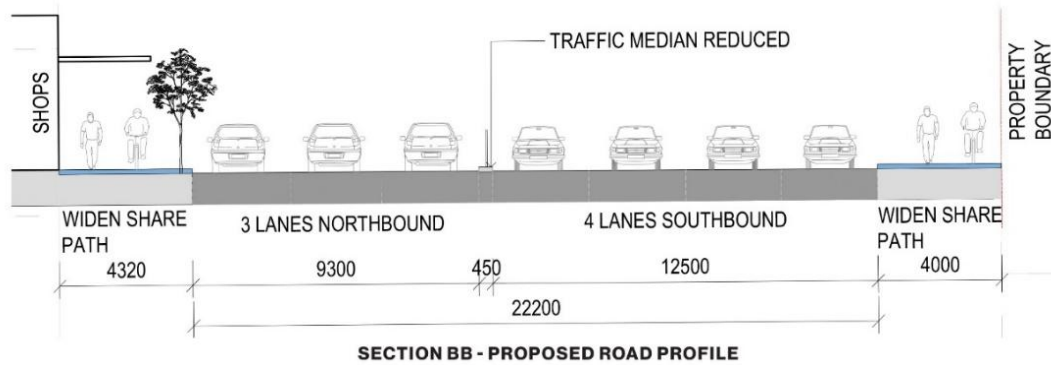 TRAFFIC MEDIAN REDUCED
SHOPS
PROPERTY
BOUNDARY
WIDEN SHARE
PATH
3 LANES NORTHBOUND
4 LANES SOUTHBOUND
WIDEN SHARE
PATH
4320
9300
450
12500
4000
22200
SECTION BB - PROPOSED ROAD PROFILE